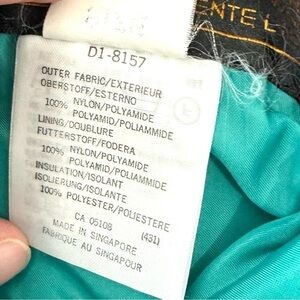 ENTE L
D1-8157
OUTER FABRIC/EXTERIEUR
OBERSTOFF/ESTERNO
100% NYLON/POLYAMIDE
POLYAMID/POLIAMMIDE
LINING/DOUBLURE
FUTTERSTOFF/FODERA
100% NYLON/POLYAMIDE
POLYAMID/POLIAMMIDE
INSULATION/ISOLANT
ISOLIERUNG/ISOLANTE
100% POLYESTER/POLIESTERE
CA 05108 (431)
MADE IN SINGAPORE
FABRIQUE AU SINGAPOUR